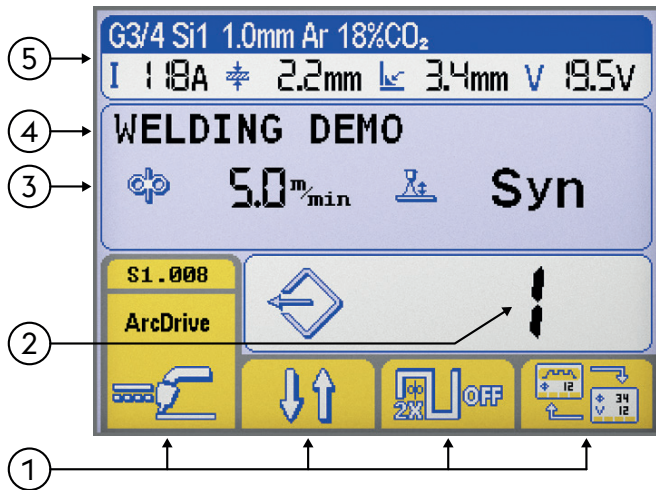 G3/4 Si1 1.0mm Ar 18%CO₂
5
I 118A 2.2mm 3.4mm V 19.5V
4
WELDING DEMO
3
5.0 m/min Syn
S1.008
ArcDrive
1
2
2X OFF
12
Φ 34
V 12
1